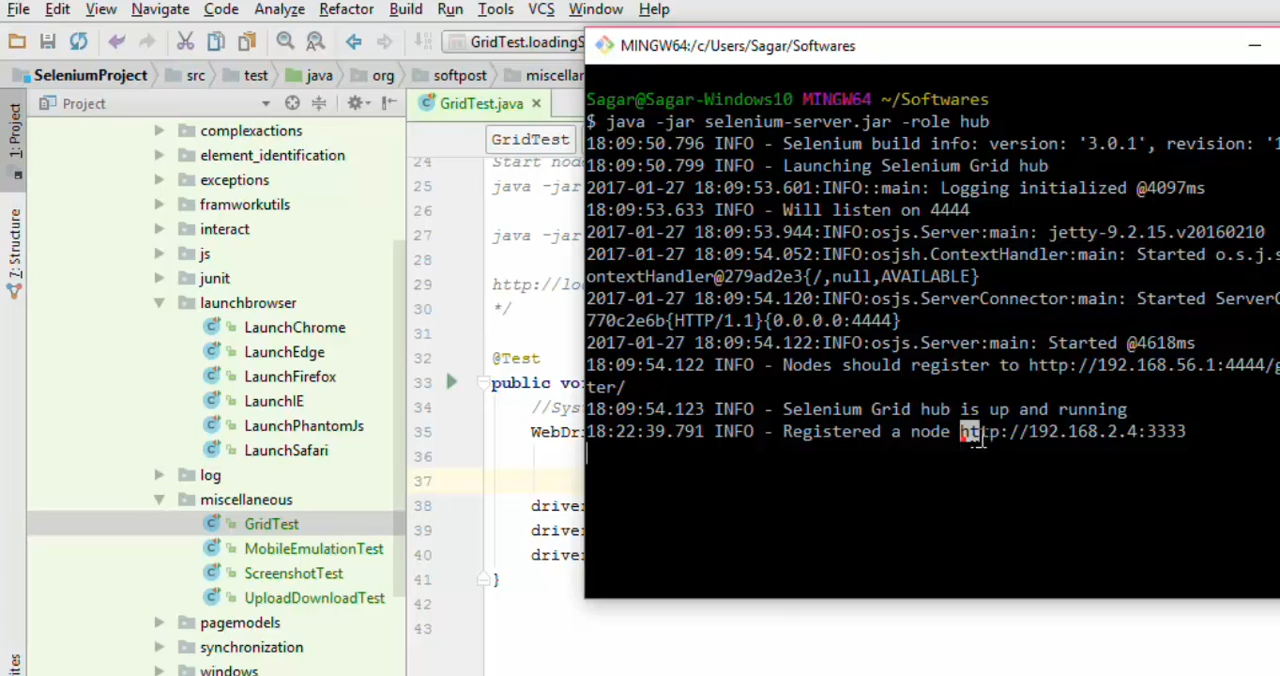 File Edit View Navigate Code Analyze Refactor Build Run Tools VCS Window Help
GridTest.loadingS
SeleniumProject src test java org softpost miscellar
Project
GridTest.java
1: Project
7: Structure
complexactions
element_identification
exceptions
framworkutils
interact
js
junit
launchbrowser
LaunchChrome
LaunchEdge
LaunchFirefox
LaunchIE
LaunchPhantomJs
LaunchSafari
log
miscellaneous
GridTest
MobileEmulationTest
ScreenshotTest
UploadDownloadTest
pagemodels
synchronization
windows
GridTest
24 Start node
25 java -jar
26
27 java -jar
28
29 http://lo
30 */
31
32 @Test
33 public vo
34 //Sys
35 WebDri
36
37
38 driver
39 driver
40 driver
41 }
42
43
MINGW64:/c/Users/Sagar/Softwares
Sagar@Sagar-Windows10 MINGW64 ~/Softwares
$ java -jar selenium-server.jar -role hub
18:09:50.796 INFO - Selenium build info: version: '3.0.1', revision: '1
18:09:50.799 INFO - Launching Selenium Grid hub
2017-01-27 18:09:53.601:INFO::main: Logging initialized @4097ms
18:09:53.633 INFO - Will listen on 4444
2017-01-27 18:09:53.944:INFO:osjs.Server:main: jetty-9.2.15.v20160210
2017-01-27 18:09:54.052:INFO:osjsh.ContextHandler:main: Started o.s.j.s
ontextHandler@279ad2e3{/,null,AVAILABLE}
2017-01-27 18:09:54.120:INFO:osjs.ServerConnector:main: Started ServerC
770c2e6b{HTTP/1.1}{0.0.0.0:4444}
2017-01-27 18:09:54.122:INFO:osjs.Server:main: Started @4618ms
18:09:54.122 INFO - Nodes should register to http://192.168.56.1:4444/g
ter/
18:09:54.123 INFO - Selenium Grid hub is up and running
18:22:39.791 INFO - Registered a node http://192.168.2.4:3333